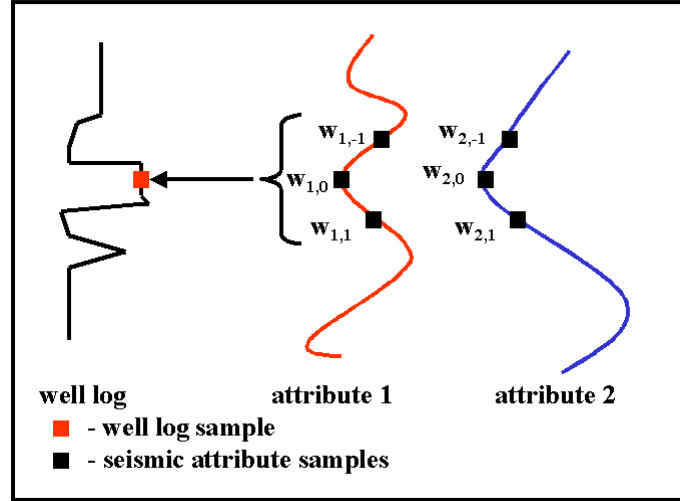 w1,-1
w2,-1
w1,0
w2,0
w1,1
w2,1
well log
attribute 1
attribute 2
- well log sample
- seismic attribute samples